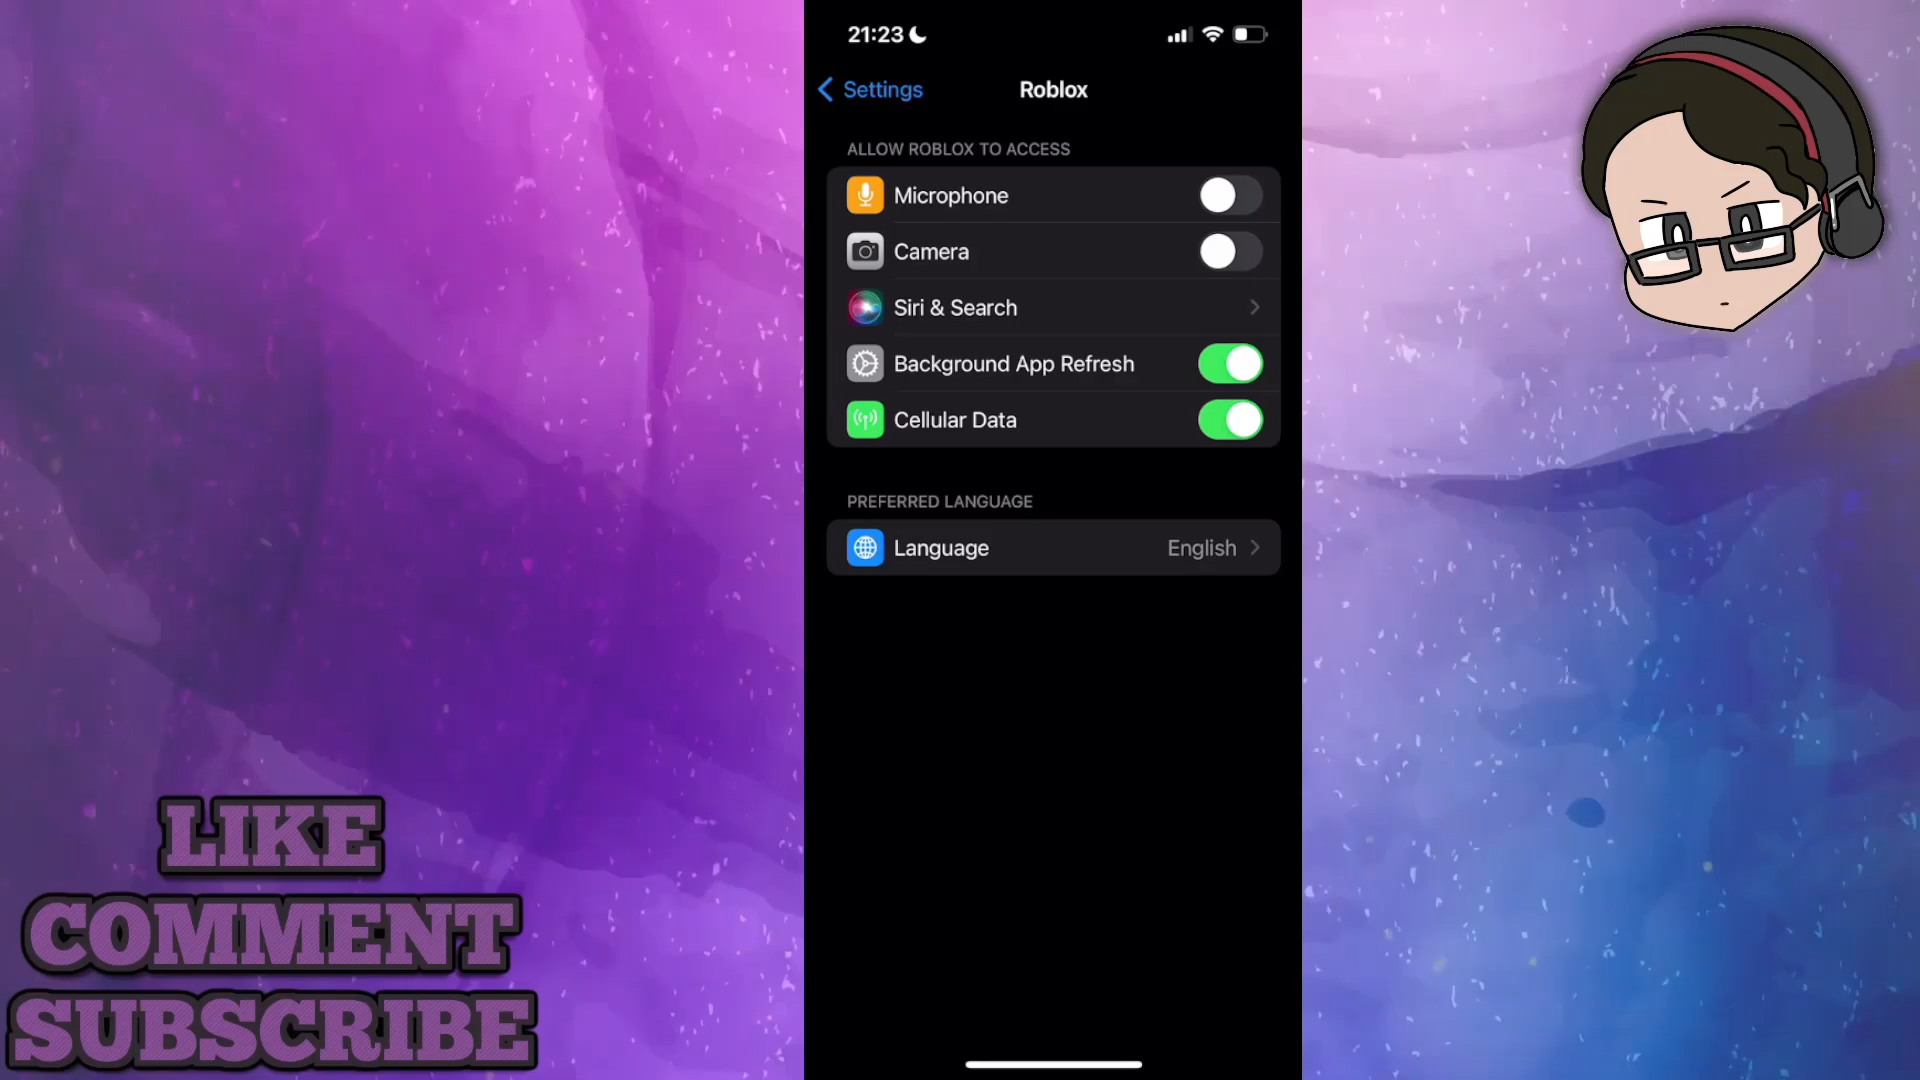 21:23
Settings
Roblox
ALLOW ROBLOX TO ACCESS
Microphone
Camera
Siri & Search
Background App Refresh
Cellular Data
PREFERRED LANGUAGE
Language English
LIKE
COMMENT
SUBSCRIBE